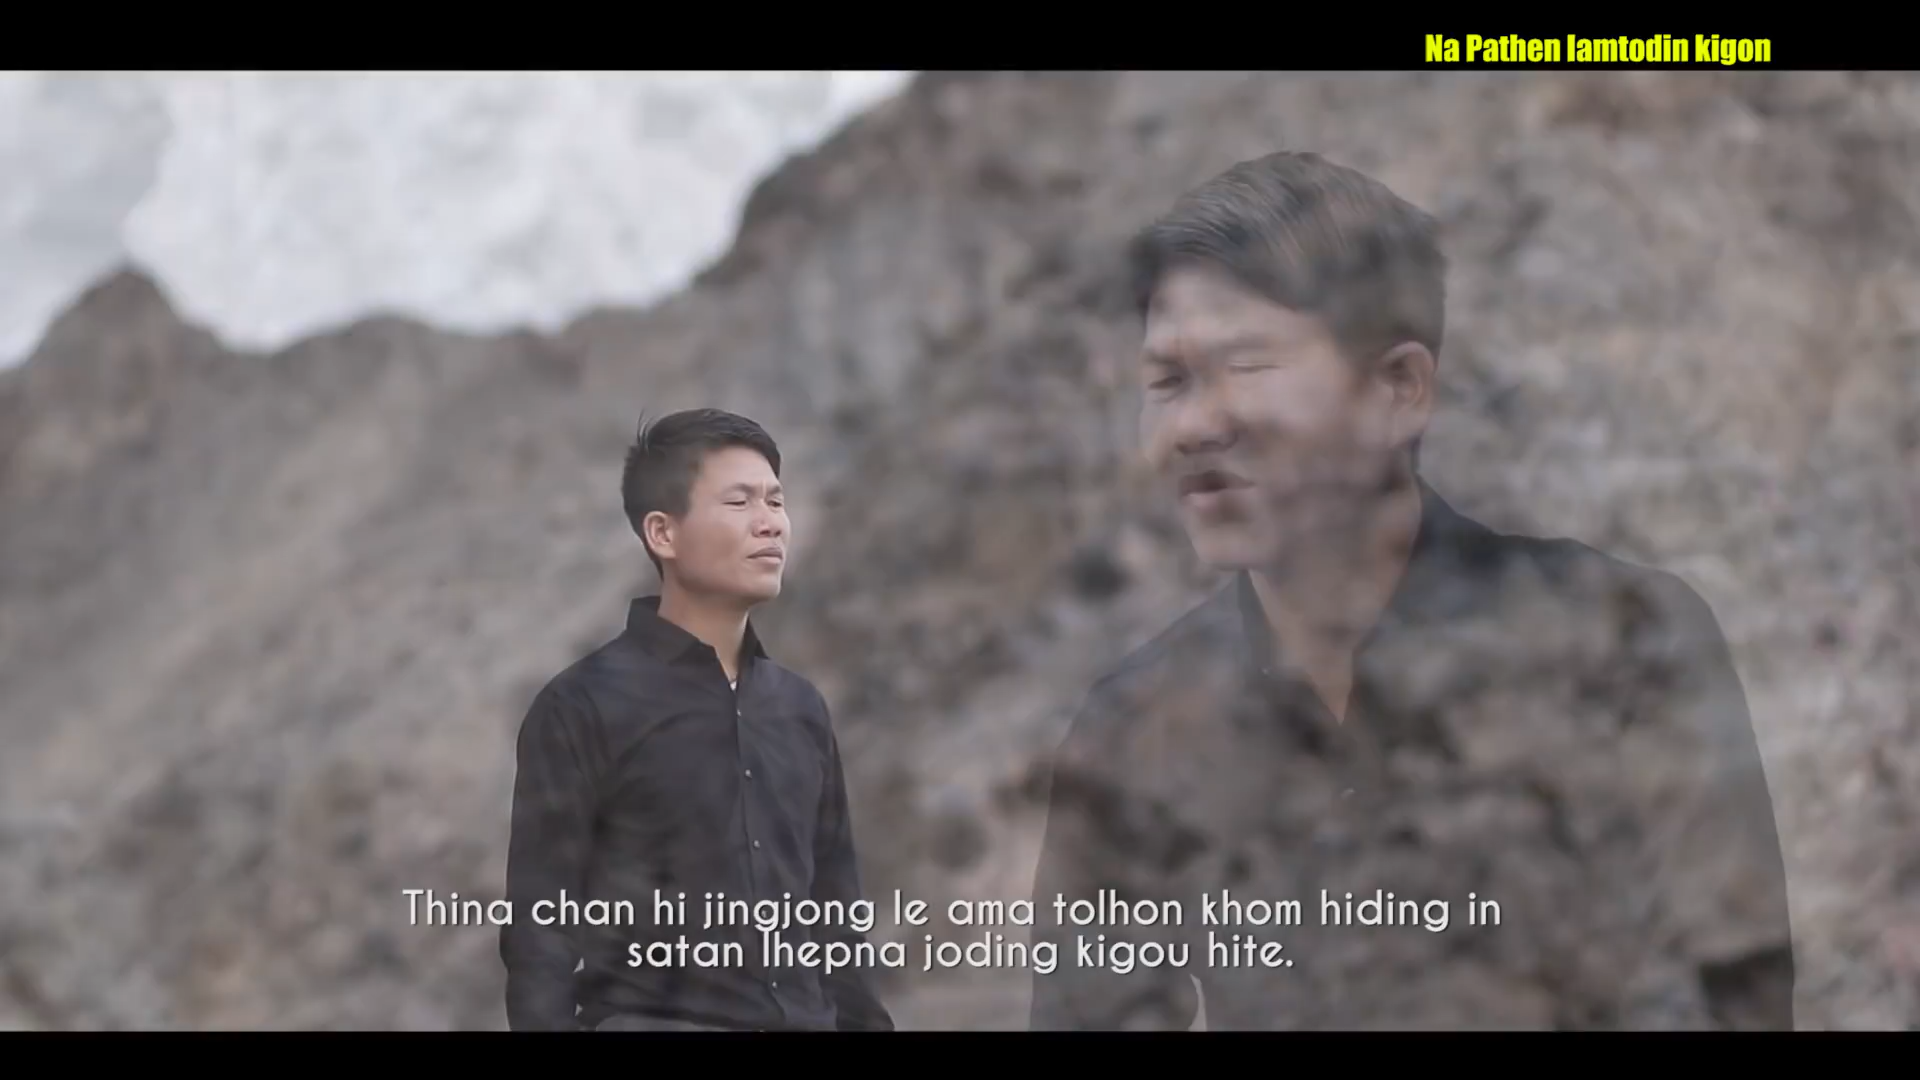 Na Pathen lamtodin kigon
Thina chan hi jingjong le ama tolhon khom hiding in
satan lhepna joding kigou hite.